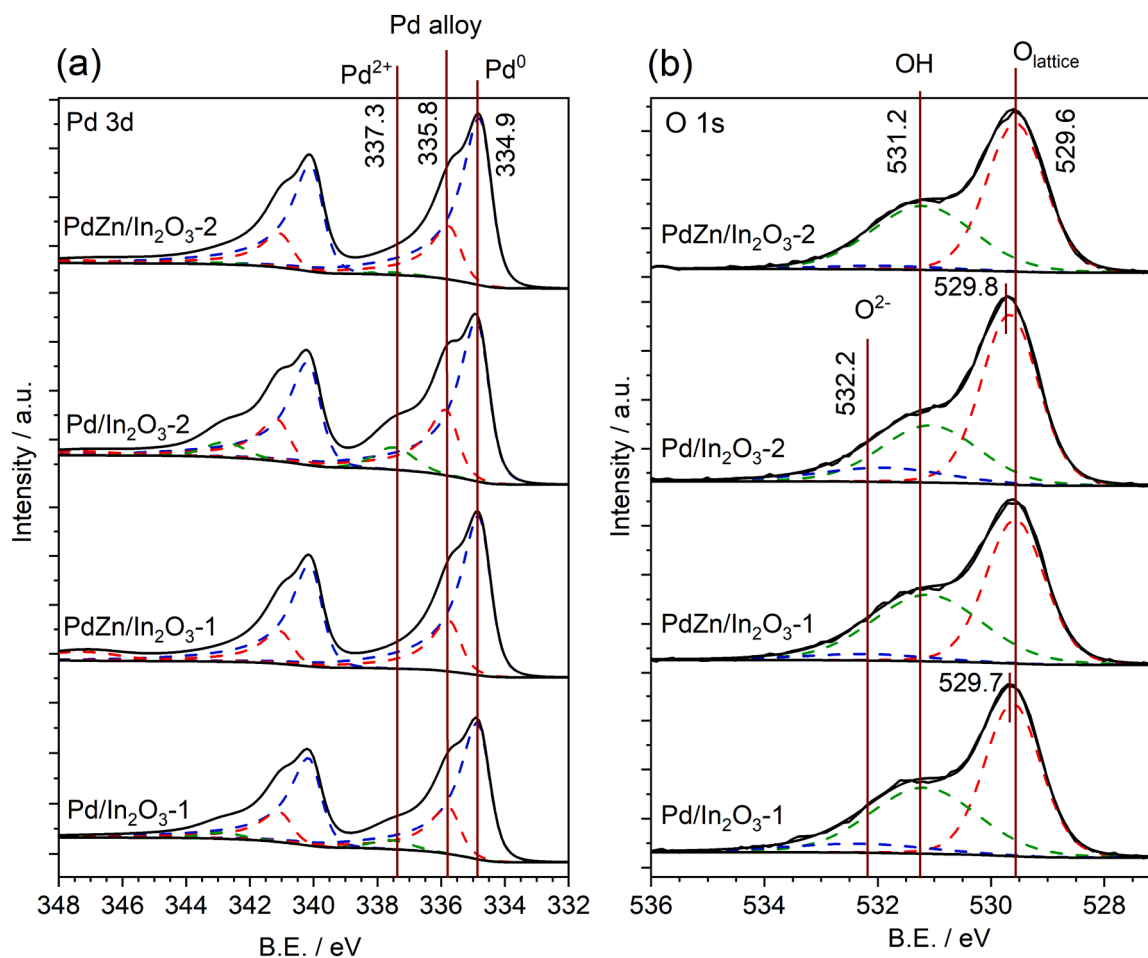 (a)
Pd alloy
Pd²⁺
Pd⁰
Pd 3d
337.3
335.8
334.9
PdZn/In₂O₃-2
Pd/In₂O₃-2
PdZn/In₂O₃-1
Pd/In₂O₃-1
Intensity / a.u.
348 346 344 342 340 338 336 334 332
B.E. / eV
(b)
OH
O_lattice
O 1s
531.2
529.6
PdZn/In₂O₃-2
529.8
O²⁻
532.2
Pd/In₂O₃-2
PdZn/In₂O₃-1
529.7
Pd/In₂O₃-1
Intensity / a.u.
536 534 532 530 528
B.E. / eV